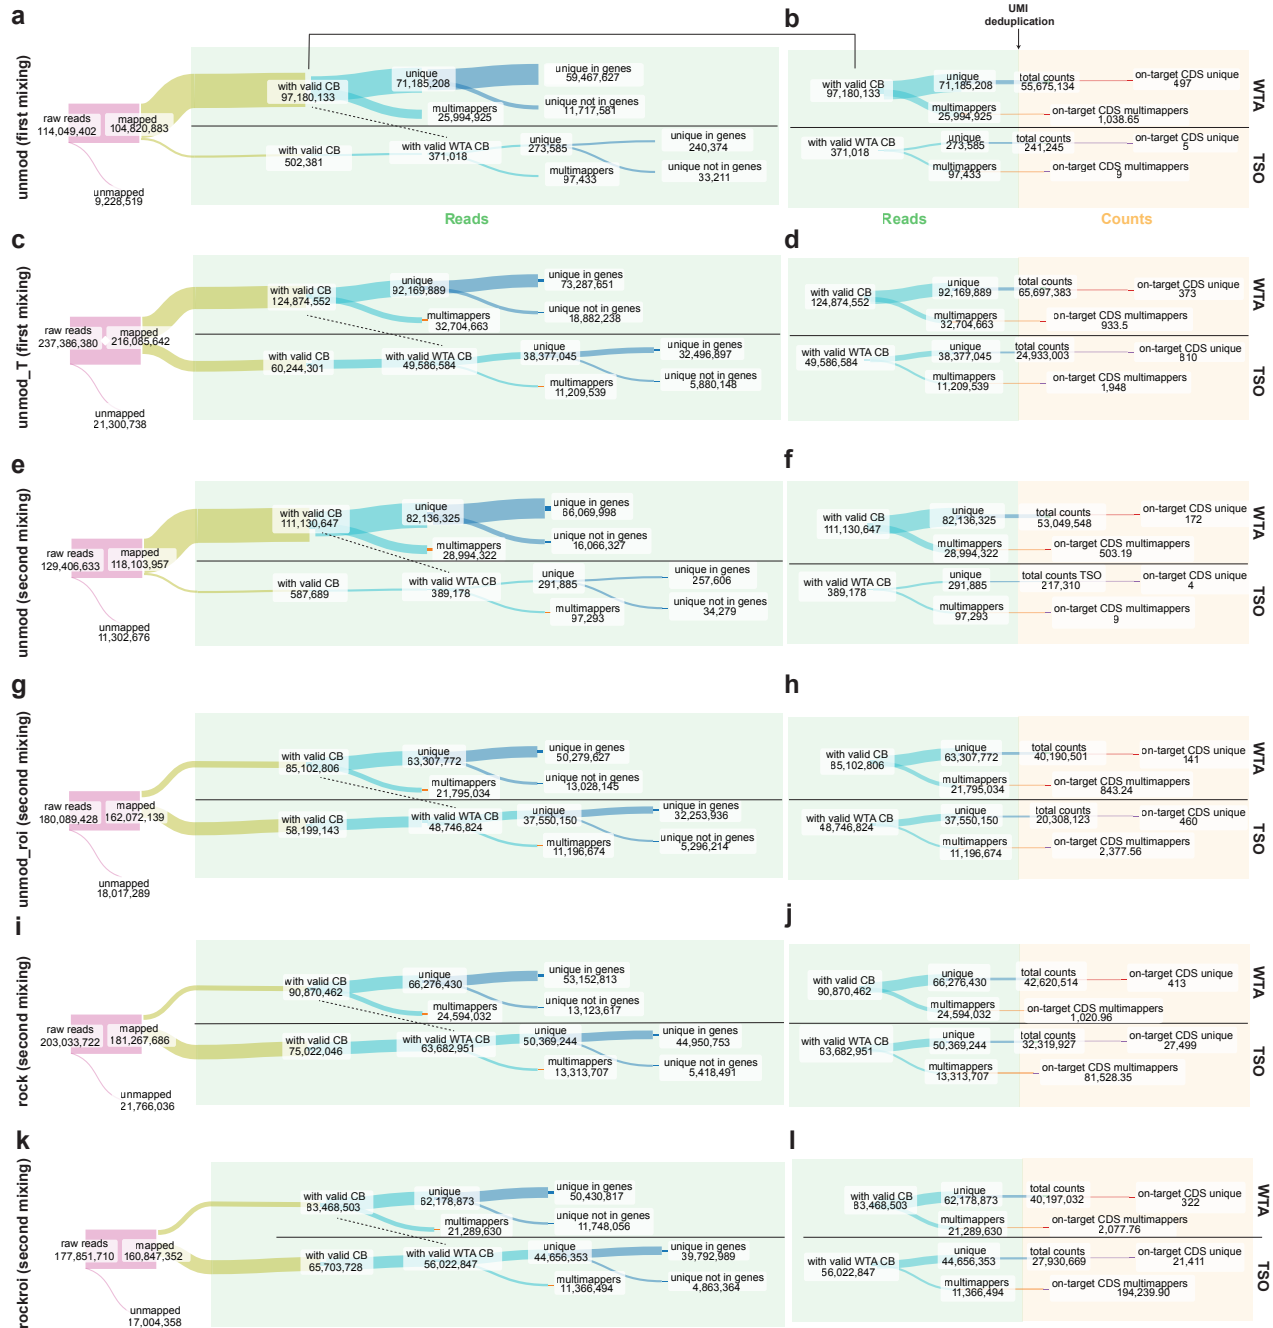 a
unmod (first mixing)
raw reads
114,049,402
mapped
104,820,883
unmapped
9,228,519
with valid CB
97,180,133
unique
71,185,208
multimappers
25,994,925
unique in genes
59,467,627
unique not in genes
11,717,581
with valid CB
502,381
with valid WTA CB
371,018
unique
273,585
multimappers
97,433
unique in genes
240,374
unique not in genes
33,211
Reads
b
UMI
deduplication
with valid CB
97,180,133
unique
71,185,208
multimappers
25,994,925
total counts
55,675,134
on-target CDS unique
497
on-target CDS multimappers
1,038.65
WTA
with valid WTA CB
371,018
unique
273,585
multimappers
97,433
total counts
241,245
on-target CDS unique
5
on-target CDS multimappers
9
TSO
Reads
Counts
c
unmod_T (first mixing)
raw reads
237,386,380
mapped
216,085,642
unmapped
21,300,738
with valid CB
124,874,552
unique
92,169,889
multimappers
32,704,663
unique in genes
73,287,651
unique not in genes
18,882,238
with valid CB
60,244,301
with valid WTA CB
49,586,584
unique
38,377,045
multimappers
11,209,539
unique in genes
32,496,897
unique not in genes
5,880,148
d
with valid CB
124,874,552
unique
92,169,889
multimappers
32,704,663
total counts
65,697,383
on-target CDS unique
373
on-target CDS multimappers
933.5
WTA
with valid WTA CB
49,586,584
unique
38,377,045
multimappers
11,209,539
total counts
24,933,003
on-target CDS unique
810
on-target CDS multimappers
1,948
TSO
e
unmod (second mixing)
raw reads
129,406,633
mapped
118,103,957
unmapped
11,302,676
with valid CB
111,130,647
unique
82,136,325
multimappers
28,994,322
unique in genes
66,069,998
unique not in genes
16,066,327
with valid CB
587,689
with valid WTA CB
389,178
unique
291,885
multimappers
97,293
unique in genes
257,606
unique not in genes
34,279
f
with valid CB
111,130,647
unique
82,136,325
multimappers
28,994,322
total counts
53,049,548
on-target CDS unique
172
on-target CDS multimappers
503.19
WTA
with valid WTA CB
389,178
unique
291,885
multimappers
97,293
total counts TSO
217,310
on-target CDS unique
4
on-target CDS multimappers
9
TSO
g
unmod_roi (second mixing)
raw reads
180,089,428
mapped
162,072,139
unmapped
18,017,289
with valid CB
85,102,806
unique
63,307,772
multimappers
21,795,034
unique in genes
50,279,627
unique not in genes
13,028,145
with valid CB
58,199,143
with valid WTA CB
48,746,824
unique
37,550,150
multimappers
11,196,674
unique in genes
32,253,936
unique not in genes
5,296,214
h
with valid CB
85,102,806
unique
63,307,772
multimappers
21,795,034
total counts
40,190,501
on-target CDS unique
141
on-target CDS multimappers
843.24
WTA
with valid WTA CB
48,746,824
unique
37,550,150
multimappers
11,196,674
total counts
20,308,123
on-target CDS unique
460
on-target CDS multimappers
2,377.56
TSO
i
rock (second mixing)
raw reads
203,033,722
mapped
181,267,686
unmapped
21,766,036
with valid CB
90,870,462
unique
66,276,430
multimappers
24,594,032
unique in genes
53,152,813
unique not in genes
13,123,617
with valid CB
75,022,046
with valid WTA CB
63,682,951
unique
50,369,244
multimappers
13,313,707
unique in genes
44,950,753
unique not in genes
5,418,491
j
with valid CB
90,870,462
unique
66,276,430
multimappers
24,594,032
total counts
42,620,514
on-target CDS unique
413
on-target CDS multimappers
1,020.96
WTA
with valid WTA CB
63,682,951
unique
50,369,244
multimappers
13,313,707
total counts
32,319,927
on-target CDS unique
27,499
on-target CDS multimappers
81,528.35
TSO
k
rockroi (second mixing)
raw reads
177,851,710
mapped
160,847,352
unmapped
17,004,358
with valid CB
83,468,503
unique
62,178,873
multimappers
21,289,630
unique in genes
50,430,817
unique not in genes
11,748,056
with valid CB
65,703,728
with valid WTA CB
56,022,847
unique
44,656,353
multimappers
11,366,494
unique in genes
39,792,989
unique not in genes
4,863,364
l
with valid CB
83,468,503
unique
62,178,873
multimappers
21,289,630
total counts
40,197,032
on-target CDS unique
322
on-target CDS multimappers
2,077.76
WTA
with valid WTA CB
56,022,847
unique
44,656,353
multimappers
11,366,494
total counts
27,930,669
on-target CDS unique
21,411
on-target CDS multimappers
194,239.90
TSO